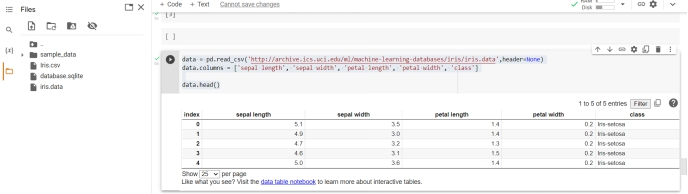 Files
+ Code + Text Cannot save changes
RAM
Disk
[3]
[ ]
{x}
..
sample_data
Iris.csv
database.sqlite
iris.data
data = pd.read_csv('http://archive.ics.uci.edu/ml/machine-learning-databases/iris/iris.data',header=None)
data.columns = ['sepal length', 'sepal width', 'petal length', 'petal width', 'class']
data.head()
1 to 5 of 5 entries Filter
index sepal length sepal width petal length petal width class
0 5.1 3.5 1.4 0.2 Iris-setosa
1 4.9 3.0 1.4 0.2 Iris-setosa
2 4.7 3.2 1.3 0.2 Iris-setosa
3 4.6 3.1 1.5 0.2 Iris-setosa
4 5.0 3.6 1.4 0.2 Iris-setosa
Show 25 per page
Like what you see? Visit the data table notebook to learn more about interactive tables.